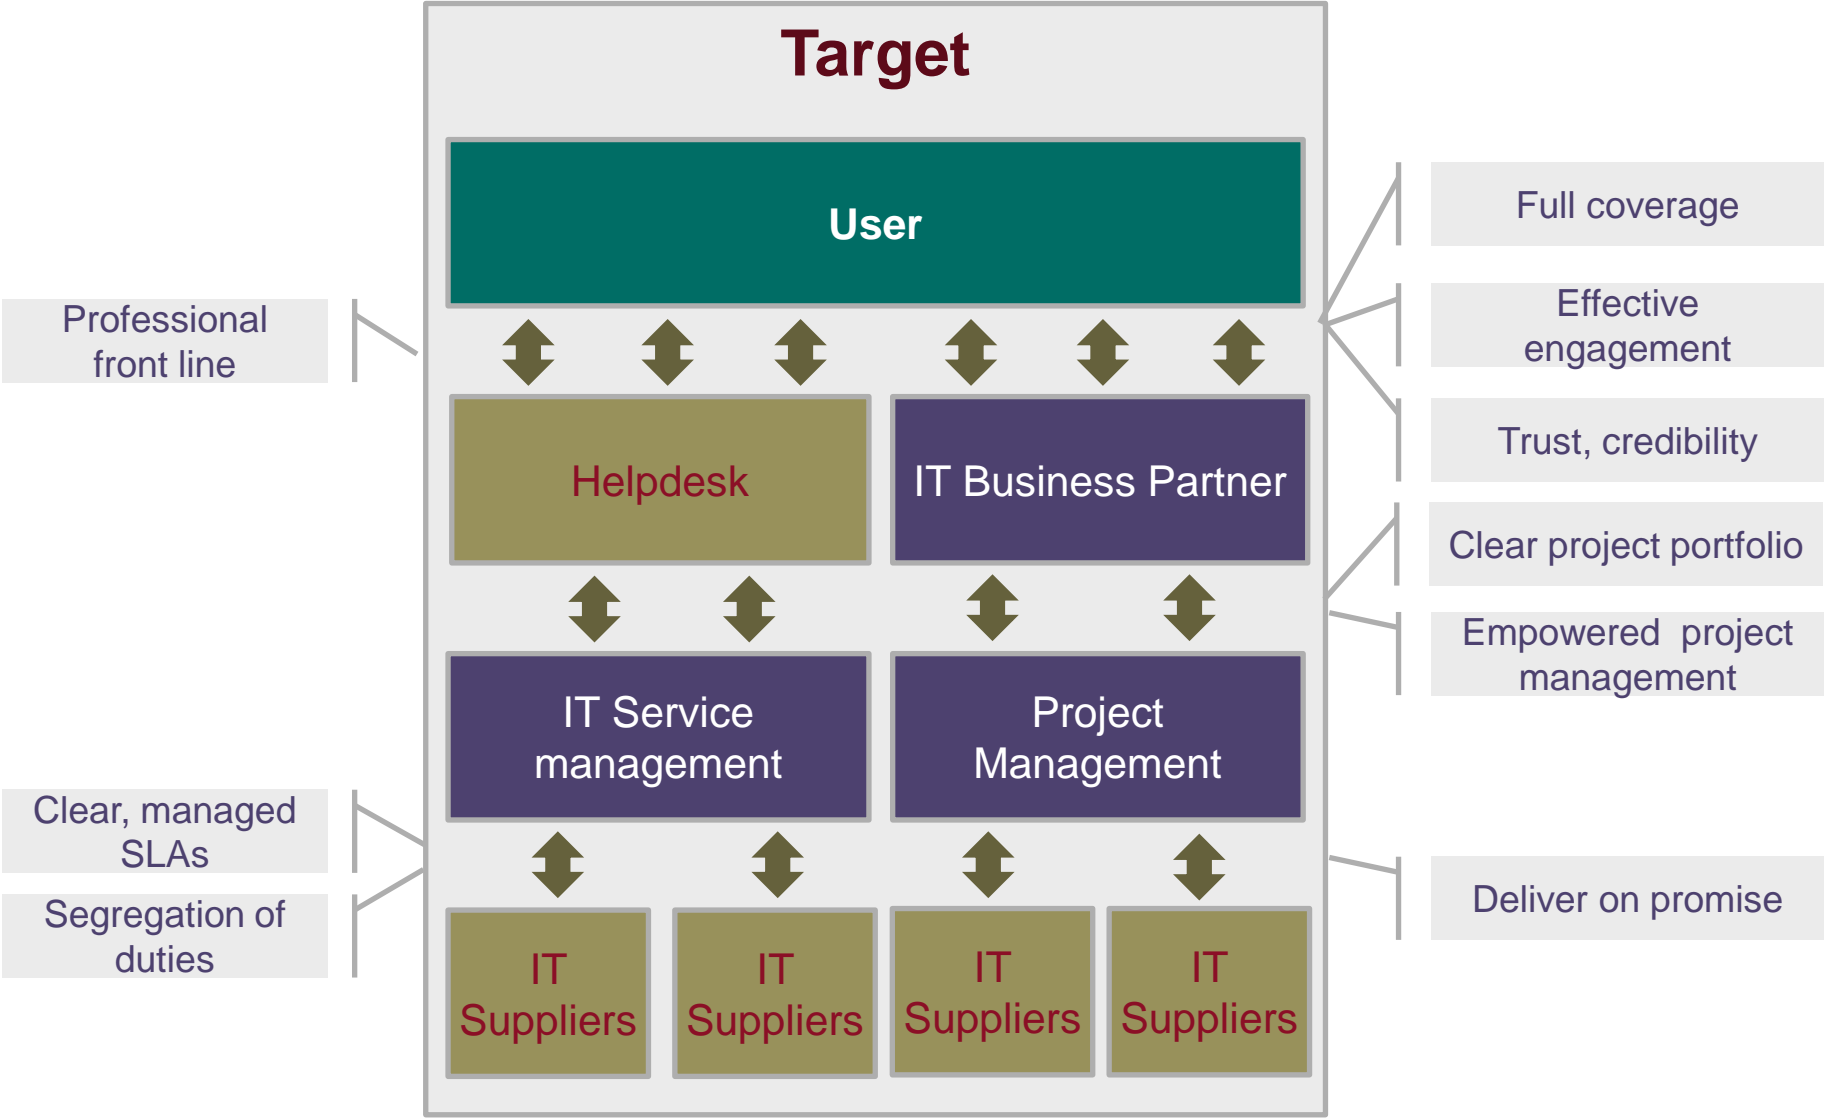 Target
User
Professional
front line
Full coverage
Effective
engagement
Trust, credibility
Helpdesk
IT Business Partner
Clear project portfolio
Empowered  project
management
IT Service
management
Project
Management
Clear, managed
SLAs
Segregation of
duties
Deliver on promise
IT
Suppliers
IT
Suppliers
IT
Suppliers
IT
Suppliers